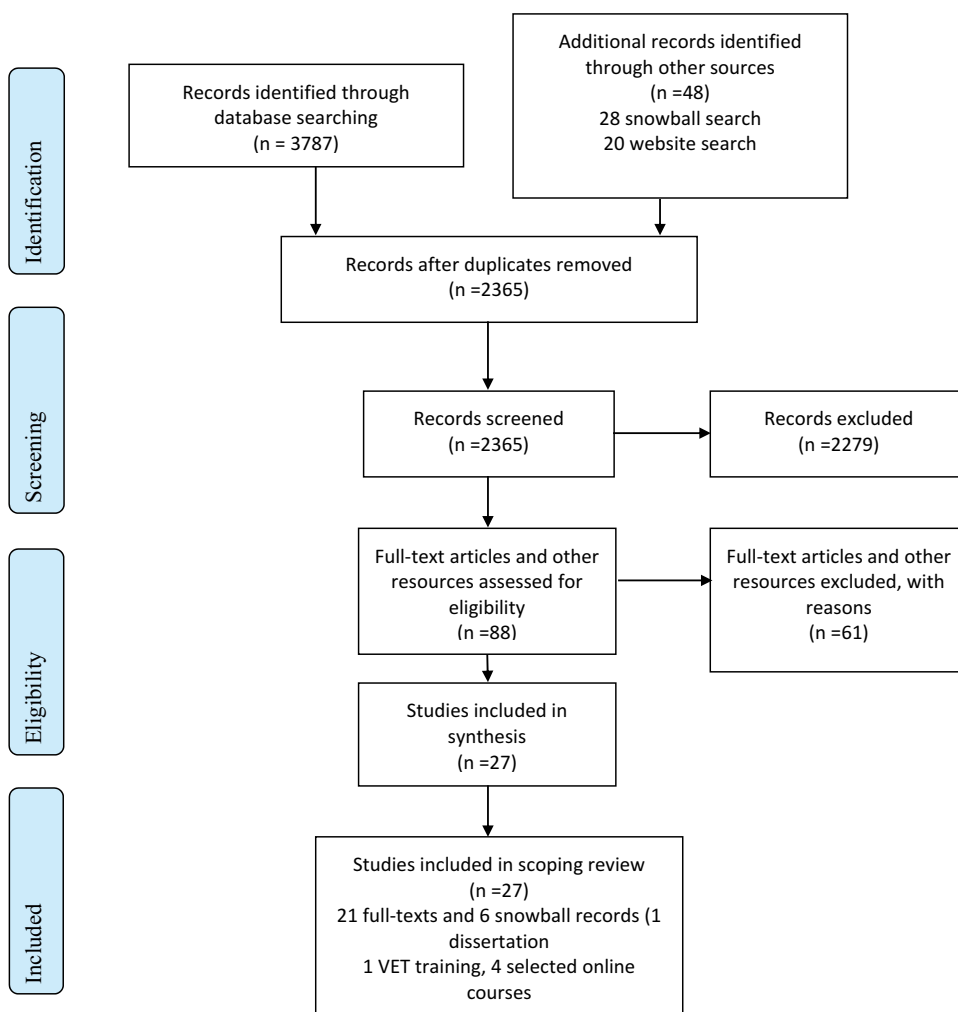 Additional records identified
through other sources
(n =48)
28 snowball search
20 website search
Records identified through
database searching
(n = 3787)
Identification
Records after duplicates removed
(n =2365)
Screening
Records screened
(n =2365)
Records excluded
(n =2279)
Eligibility
Full-text articles and other
resources assessed for
eligibility
(n =88)
Full-text articles and other
resources excluded, with
reasons
(n =61)
Studies included in
synthesis
(n =27)
Included
Studies included in scoping review
(n =27)
21 full-texts and 6 snowball records (1
dissertation
1 VET training, 4 selected online
courses